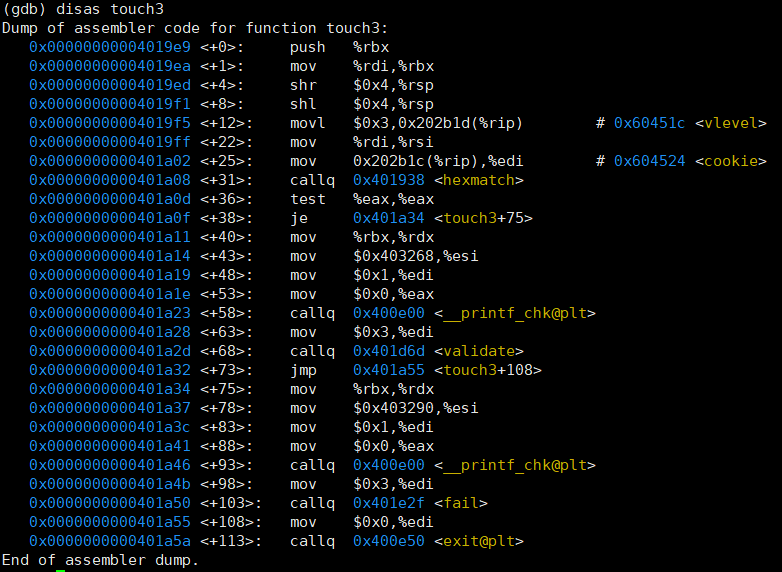 (gdb) disas touch3
Dump of assembler code for function touch3:
   0x00000000004019e9 <+0>:     push   %rbx
   0x00000000004019ea <+1>:     mov    %rdi,%rbx
   0x00000000004019ed <+4>:     shr    $0x4,%rsp
   0x00000000004019f1 <+8>:     shl    $0x4,%rsp
   0x00000000004019f5 <+12>:    movl   $0x3,0x202b1d(%rip)        # 0x60451c <vlevel>
   0x00000000004019ff <+22>:    mov    %rdi,%rsi
   0x0000000000401a02 <+25>:    mov    0x202b1c(%rip),%edi        # 0x604524 <cookie>
   0x0000000000401a08 <+31>:    callq  0x401938 <hexmatch>
   0x0000000000401a0d <+36>:    test   %eax,%eax
   0x0000000000401a0f <+38>:    je     0x401a34 <touch3+75>
   0x0000000000401a11 <+40>:    mov    %rbx,%rdx
   0x0000000000401a14 <+43>:    mov    $0x403268,%esi
   0x0000000000401a19 <+48>:    mov    $0x1,%edi
   0x0000000000401a1e <+53>:    mov    $0x0,%eax
   0x0000000000401a23 <+58>:    callq  0x400e00 <__printf_chk@plt>
   0x0000000000401a28 <+63>:    mov    $0x3,%edi
   0x0000000000401a2d <+68>:    callq  0x401d6d <validate>
   0x0000000000401a32 <+73>:    jmp    0x401a55 <touch3+108>
   0x0000000000401a34 <+75>:    mov    %rbx,%rdx
   0x0000000000401a37 <+78>:    mov    $0x403290,%esi
   0x0000000000401a3c <+83>:    mov    $0x1,%edi
   0x0000000000401a41 <+88>:    mov    $0x0,%eax
   0x0000000000401a46 <+93>:    callq  0x400e00 <__printf_chk@plt>
   0x0000000000401a4b <+98>:    mov    $0x3,%edi
   0x0000000000401a50 <+103>:   callq  0x401e2f <fail>
   0x0000000000401a55 <+108>:   mov    $0x0,%edi
   0x0000000000401a5a <+113>:   callq  0x400e50 <exit@plt>
End of assembler dump.